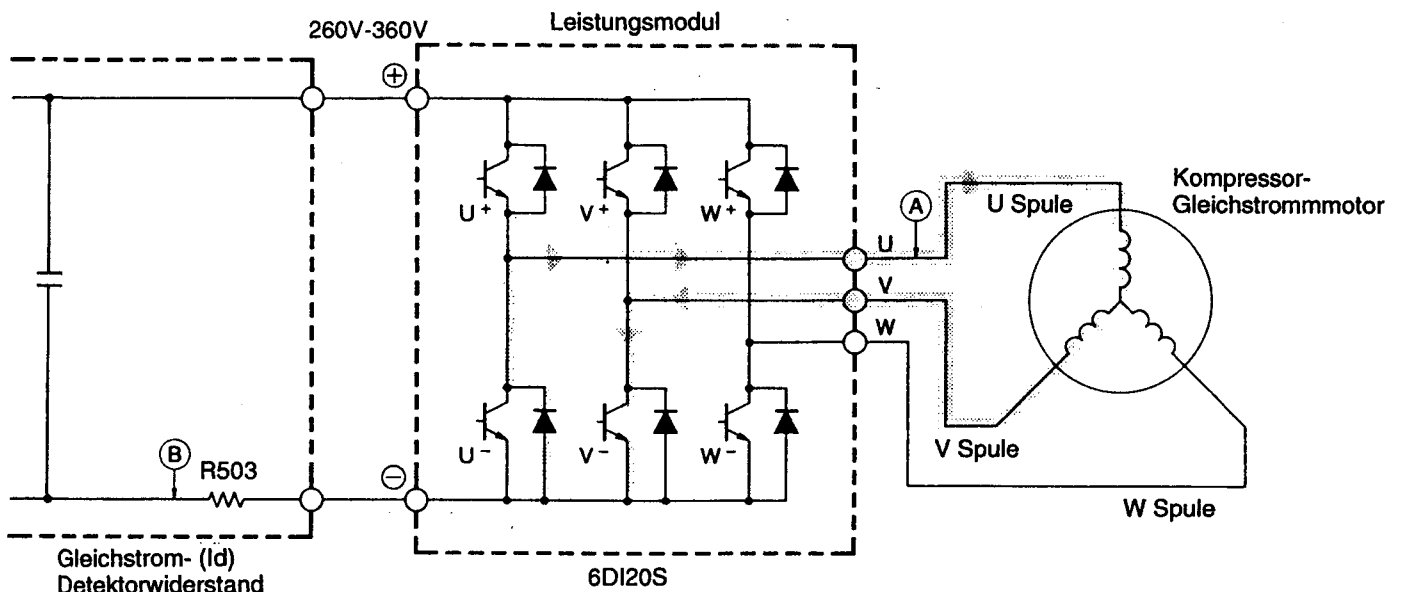 Leistungsmodul
260V-360V
⊕
U+
V+
W+
A
U
V
W
U Spule
Kompressor-
Gleichstrommmotor
U-
V-
W-
V Spule
W Spule
B
R503
⊖
Gleichstrom- (Id)
Detektorwiderstand
6DI20S